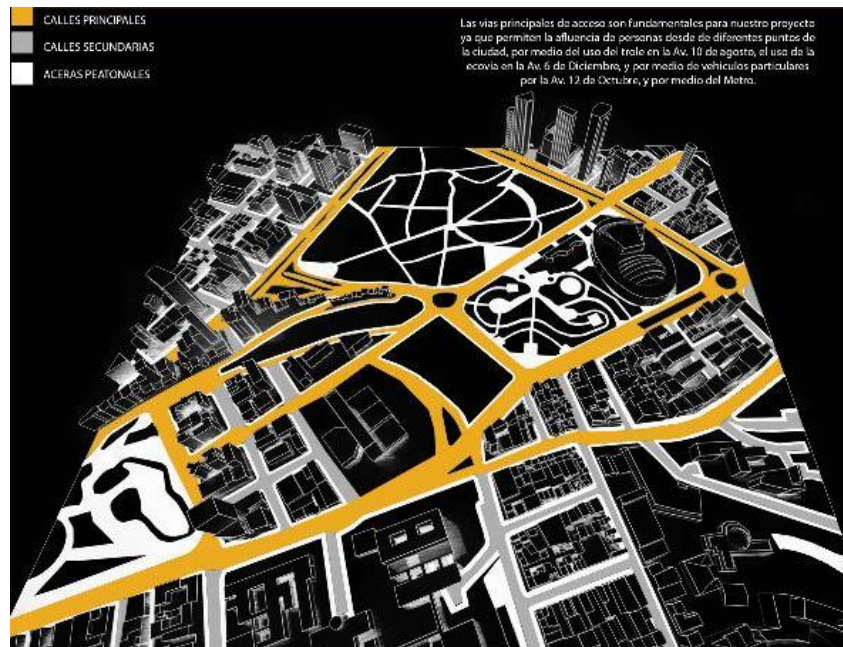 CALLES PRINCIPALES
CALLES SECUNDARIAS
ACERAS PEATONALES
Las vias principales de acceso son fundamentales para nuestro proyecto
ya que permiten la afluencia de personas desde de diferentes puntos de
la ciudad, por medio del uso del trole en la Av. 10 de agosto, el uso de la
ecovia en la Av. 6 de Diciembre, y por medio de vehiculos particulares
por la Av. 12 de Octubre, y por medio del Metro.